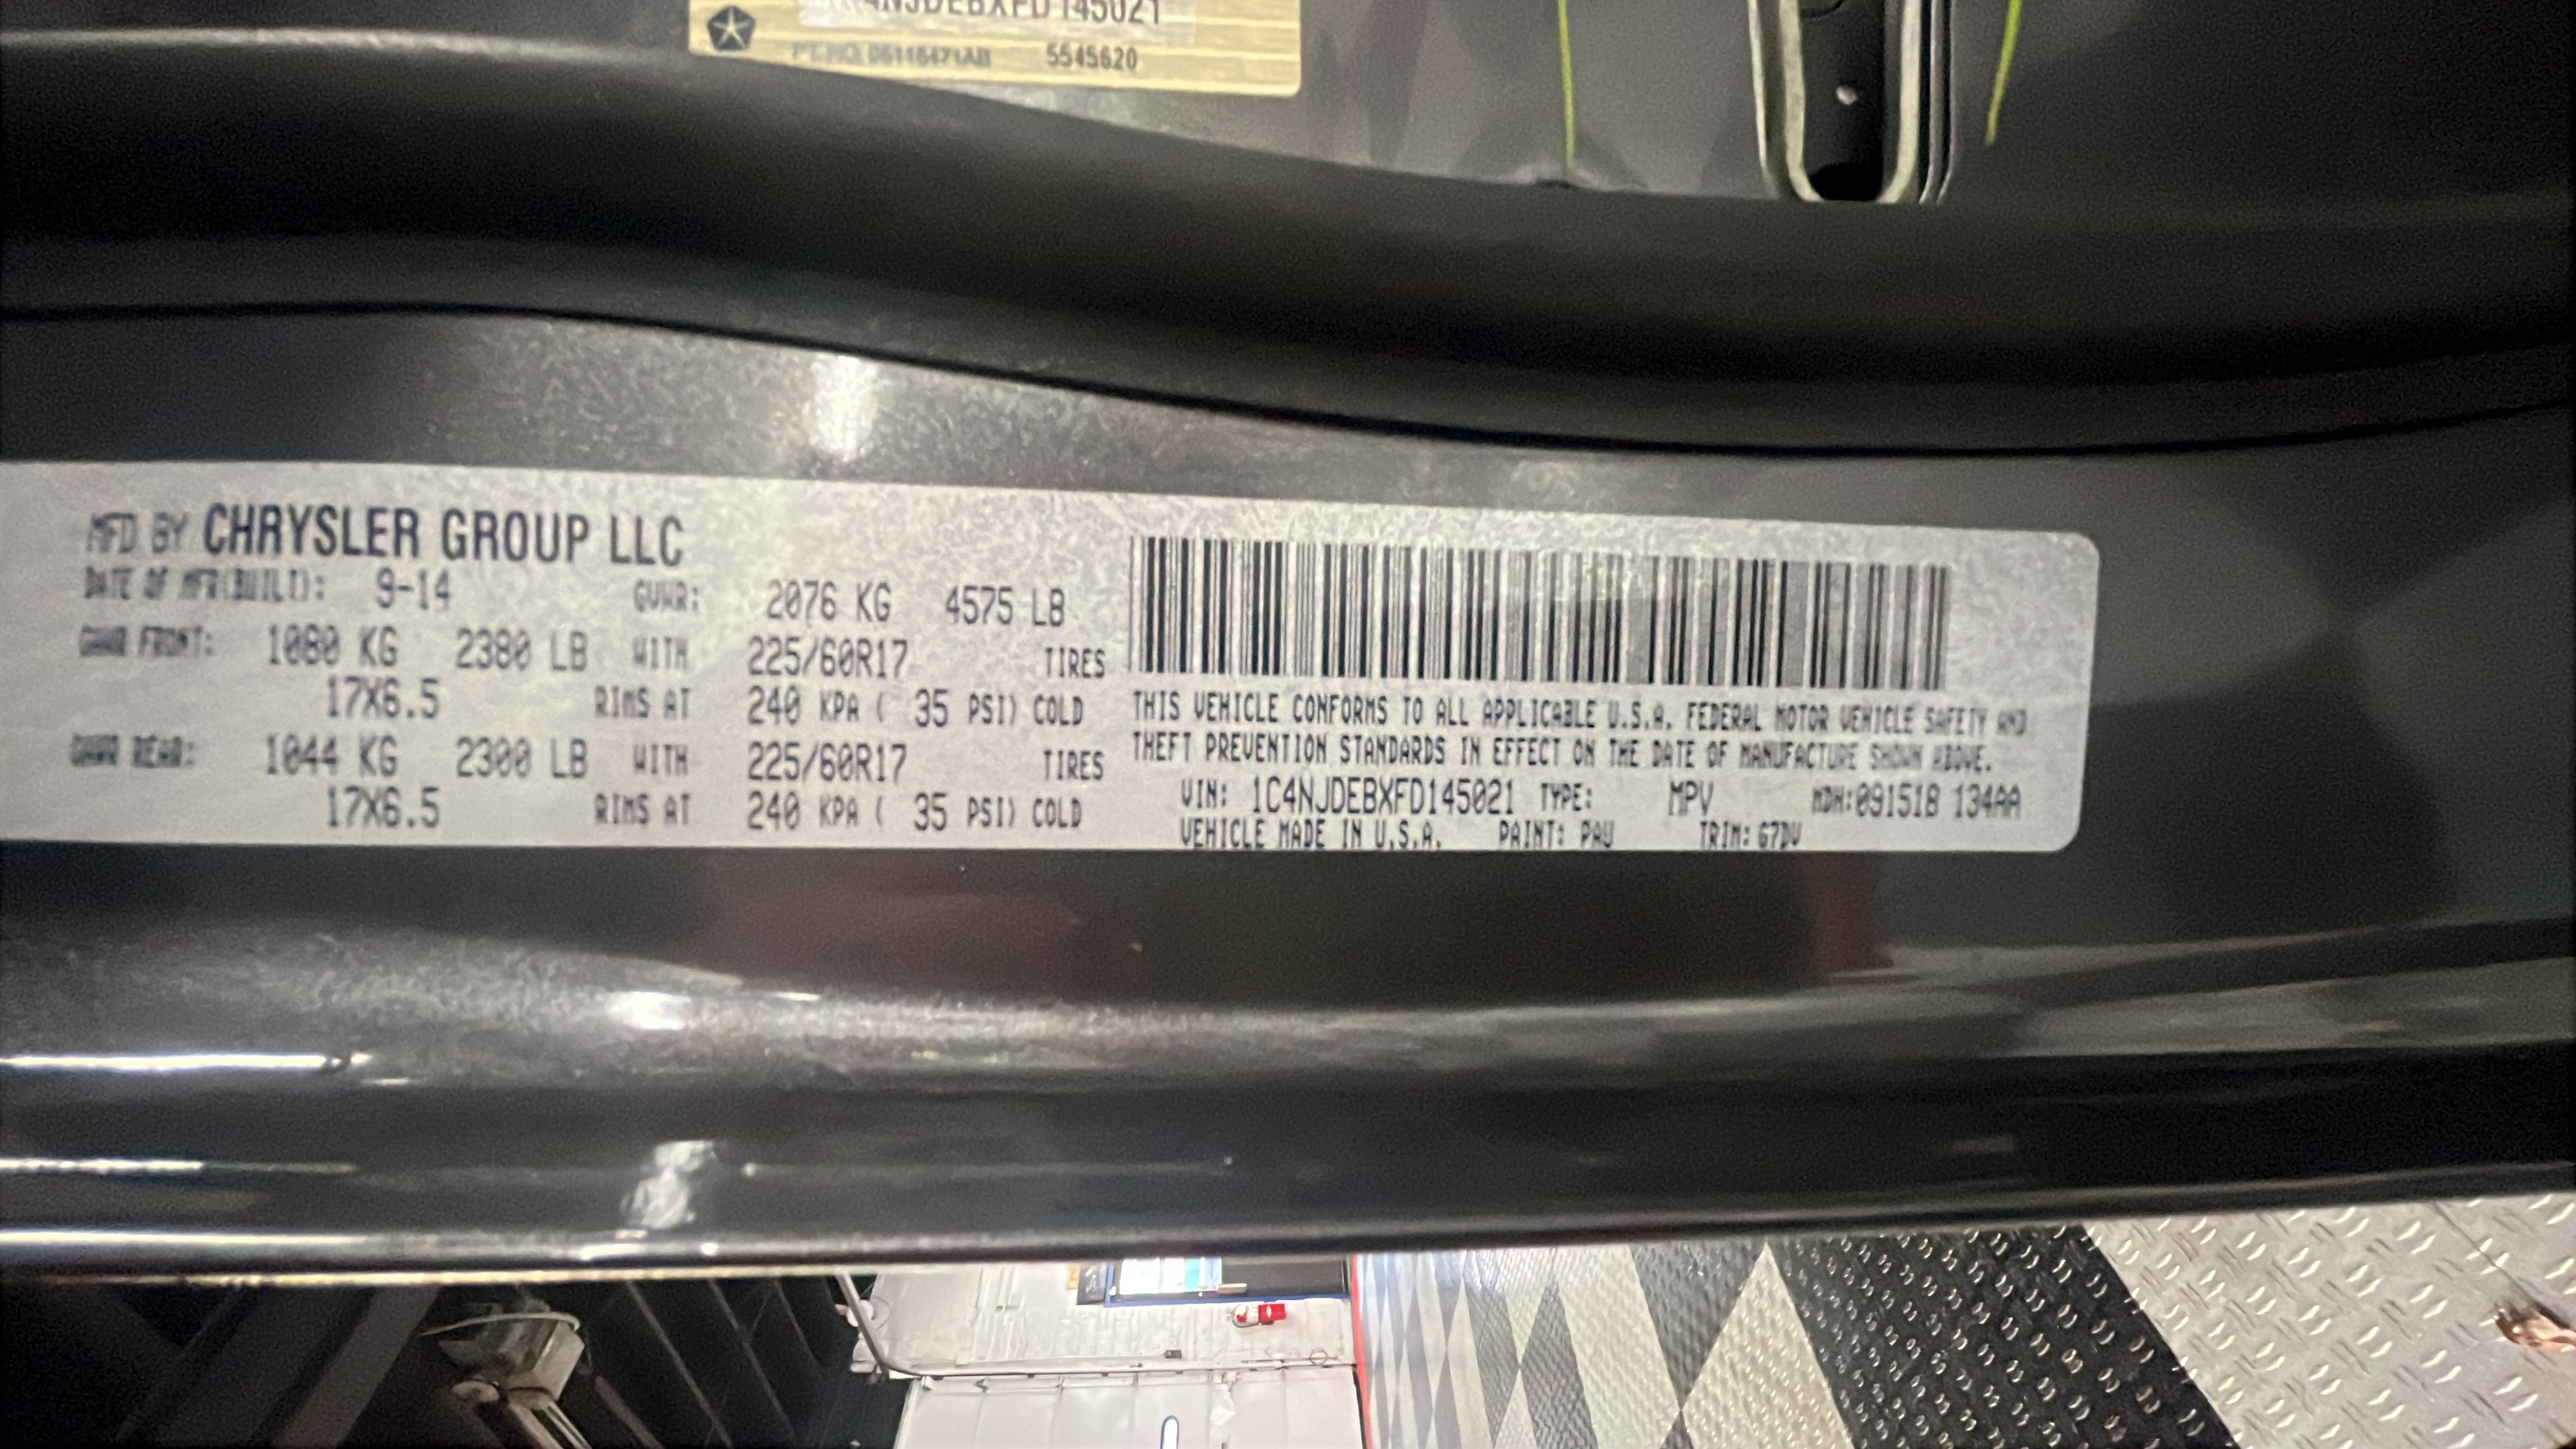 1C4NJDEBXFD145021
PT. NO. 06116471AB 5545620
MFD BY CHRYSLER GROUP LLC
DATE OF MFR(BUILT): 9-14 GVWR: 2076 KG 4575 LB
GAWR FRONT: 1080 KG 2380 LB WITH 225/60R17 TIRES
17X6.5 RIMS AT 240 KPA ( 35 PSI) COLD
GAWR REAR: 1044 KG 2300 LB WITH 225/60R17 TIRES
17X6.5 RIMS AT 240 KPA ( 35 PSI) COLD
THIS VEHICLE CONFORMS TO ALL APPLICABLE U.S.A. FEDERAL MOTOR VEHICLE SAFETY AND
THEFT PREVENTION STANDARDS IN EFFECT ON THE DATE OF MANUFACTURE SHOWN ABOVE.
VIN: 1C4NJDEBXFD145021 TYPE: MPV MDH:091518 134AA
VEHICLE MADE IN U.S.A. PAINT: PAU TRIM: G7DV